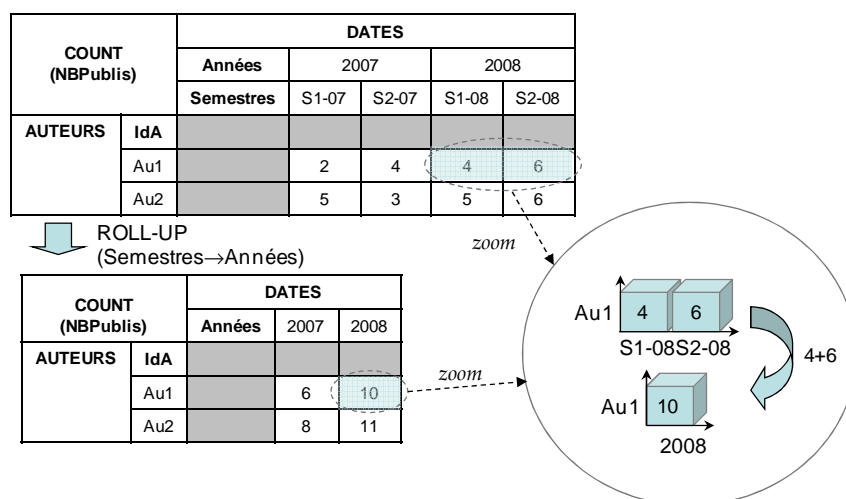 COUNT
(NBPublis)
DATES
Années 2007 2008
Semestres S1-07 S2-07 S1-08 S2-08
AUTEURS IdA
Au1 2 4 4 6
Au2 5 3 5 6
ROLL-UP
(Semestres→Années)
zoom
COUNT
(NBPublis)
DATES
Années 2007 2008
AUTEURS IdA
Au1 6 10
Au2 8 11
zoom
Au1 4 6
S1-08S2-08
4+6
Au1 10
2008